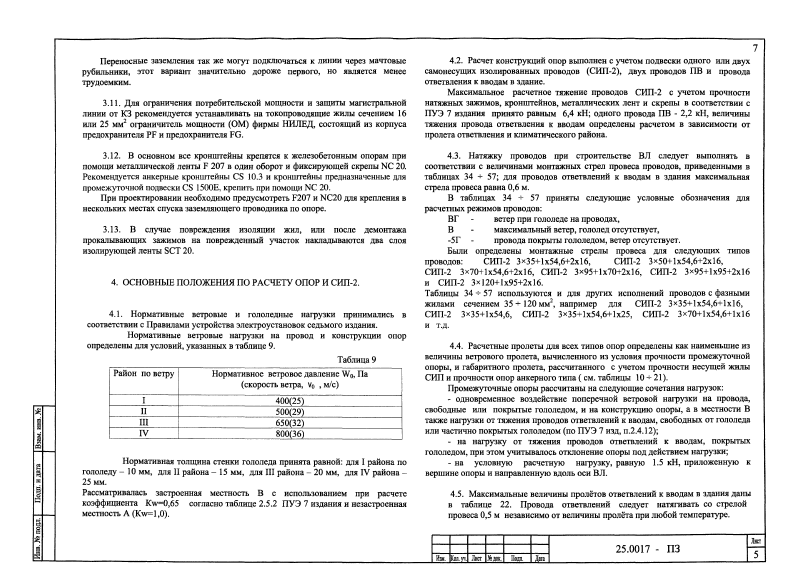 7
Переносные заземления так же могут подключаться к линии через мачтовые
рубильники, этот вариант значительно дороже первого, но является менее
трудоемким.
3.11. Для ограничения потребительской мощности и защиты магистральной
линии от КЗ рекомендуется устанавливать на токопроводящие жилы сечением 16
или 25 мм² ограничитель мощности (ОМ) фирмы НИЛЕД, состоящий из корпуса
предохранителя PF и предохранителя FG.
3.12. В основном все кронштейны крепятся к железобетонным опорам при
помощи металлической ленты F 207 в один оборот и фиксирующей скрепы NC 20.
Рекомендуется анкерные кронштейны CS 10.3 и кронштейны предназначенные для
промежуточной подвески CS 1500E, крепить при помощи NC 20.
При проектировании необходимо предусмотреть F207 и NC20 для крепления в
нескольких местах спуска заземляющего проводника по опоре.
3.13. В случае повреждения изоляции жил, или после демонтажа
прокалывающих зажимов на поврежденный участок накладываются два слоя
изолирующей ленты SCT 20.
4. ОСНОВНЫЕ ПОЛОЖЕНИЯ ПО РАСЧЕТУ ОПОР И СИП-2.
4.1. Нормативные ветровые и гололедные нагрузки принимались в
соответствии с Правилами устройства электроустановок седьмого издания.
Нормативные ветровые нагрузки на провод и конструкции опор
определены для условий, указанных в таблице 9.
Таблица 9
Район по ветру Нормативное ветровое давление W₀, Па
(скорость ветра, v₀ , м/с)
I 400(25)
II 500(29)
III 650(32)
IV 800(36)
Нормативная толщина стенки гололеда принята равной: для I района по
гололеду – 10 мм, для II района – 15 мм, для III района – 20 мм, для IV района –
25 мм.
Рассматривалась застроенная местность В с использованием при расчете
коэффициента Kw=0,65 согласно таблице 2.5.2 ПУЭ 7 издания и незастроенная
местность А (Kw=1,0).
4.2. Расчет конструкций опор выполнен с учетом подвески одного или двух
самонесущих изолированных проводов (СИП-2), двух проводов ПВ и провода
ответвления к вводам в здание.
Максимальное расчетное тяжение проводов СИП-2 с учетом прочности
натяжных зажимов, кронштейнов, металлических лент и скрепы в соответствии с
ПУЭ 7 издания принято равным 6,4 кН; одного провода ПВ - 2,2 кН, величины
тяжения провода ответвления к вводам определены расчетом в зависимости от
пролета ответвления и климатического района.
4.3. Натяжку проводов при строительстве ВЛ следует выполнять в
соответствии с величинами монтажных стрел провеса проводов, приведенными в
таблицах 34 ÷ 57; для проводов ответвлений к вводам в здания максимальная
стрела провеса равна 0,6 м.
В таблицах 34 ÷ 57 приняты следующие условные обозначения для
расчетных режимов проводов:
ВГ - ветер при гололеде на проводах,
В - максимальный ветер, гололед отсутствует,
-5Г - провода покрыты гололедом, ветер отсутствует.
Были определены монтажные стрелы провеса для следующих типов
проводов: СИП-2 3×35+1х54,6+2х16, СИП-2 3×50+1х54,6+2х16,
СИП-2 3×70+1х54,6+2х16, СИП-2 3×95+1х70+2х16, СИП-2 3×95+1х95+2х16
и СИП-2 3×120+1х95+2х16.
Таблицы 34 ÷ 57 используются и для других исполнений проводов с фазными
жилами сечением 35 ÷ 120 мм², например для СИП-2 3×35+1х54,6+1х16,
СИП-2 3×35+1х54,6, СИП-2 3×35+1х54,6+1х25, СИП-2 3×70+1х54,6+1х16
и т.д.
4.4. Расчетные пролеты для всех типов опор определены как наименьшие из
величины ветрового пролета, вычисленного из условия прочности промежуточной
опоры, и габаритного пролета, рассчитанного с учетом прочности несущей жилы
СИП и прочности опор анкерного типа ( см. таблицы 10 ÷ 21).
Промежуточные опоры рассчитаны на следующие сочетания нагрузок:
- одновременное воздействие поперечной ветровой нагрузки на провода,
свободные или покрытые гололедом, и на конструкцию опоры, а в местности В
также нагрузки от тяжения проводов ответвлений к вводам, свободных от гололеда
или частично покрытых гололедом (по ПУЭ 7 изд, п.2.4.12);
- на нагрузку от тяжения проводов ответвлений к вводам, покрытых
гололедом, при этом учитывалось отклонение опоры под действием нагрузки;
- на условную расчетную нагрузку, равную 1.5 кН, приложенную к
вершине опоры и направленную вдоль оси ВЛ.
4.5. Максимальные величины пролётов ответвлений к вводам в здания даны
в таблице 22. Провода ответвлений следует натягивать со стрелой
провеса 0,5 м независимо от величины пролёта при любой температуре.
Взам. инв. №
Подп. и дата
Инв. № подл.
Изм. Кол. уч. Лист № док. Подп. Дата
25.0017 - ПЗ
Лист
5